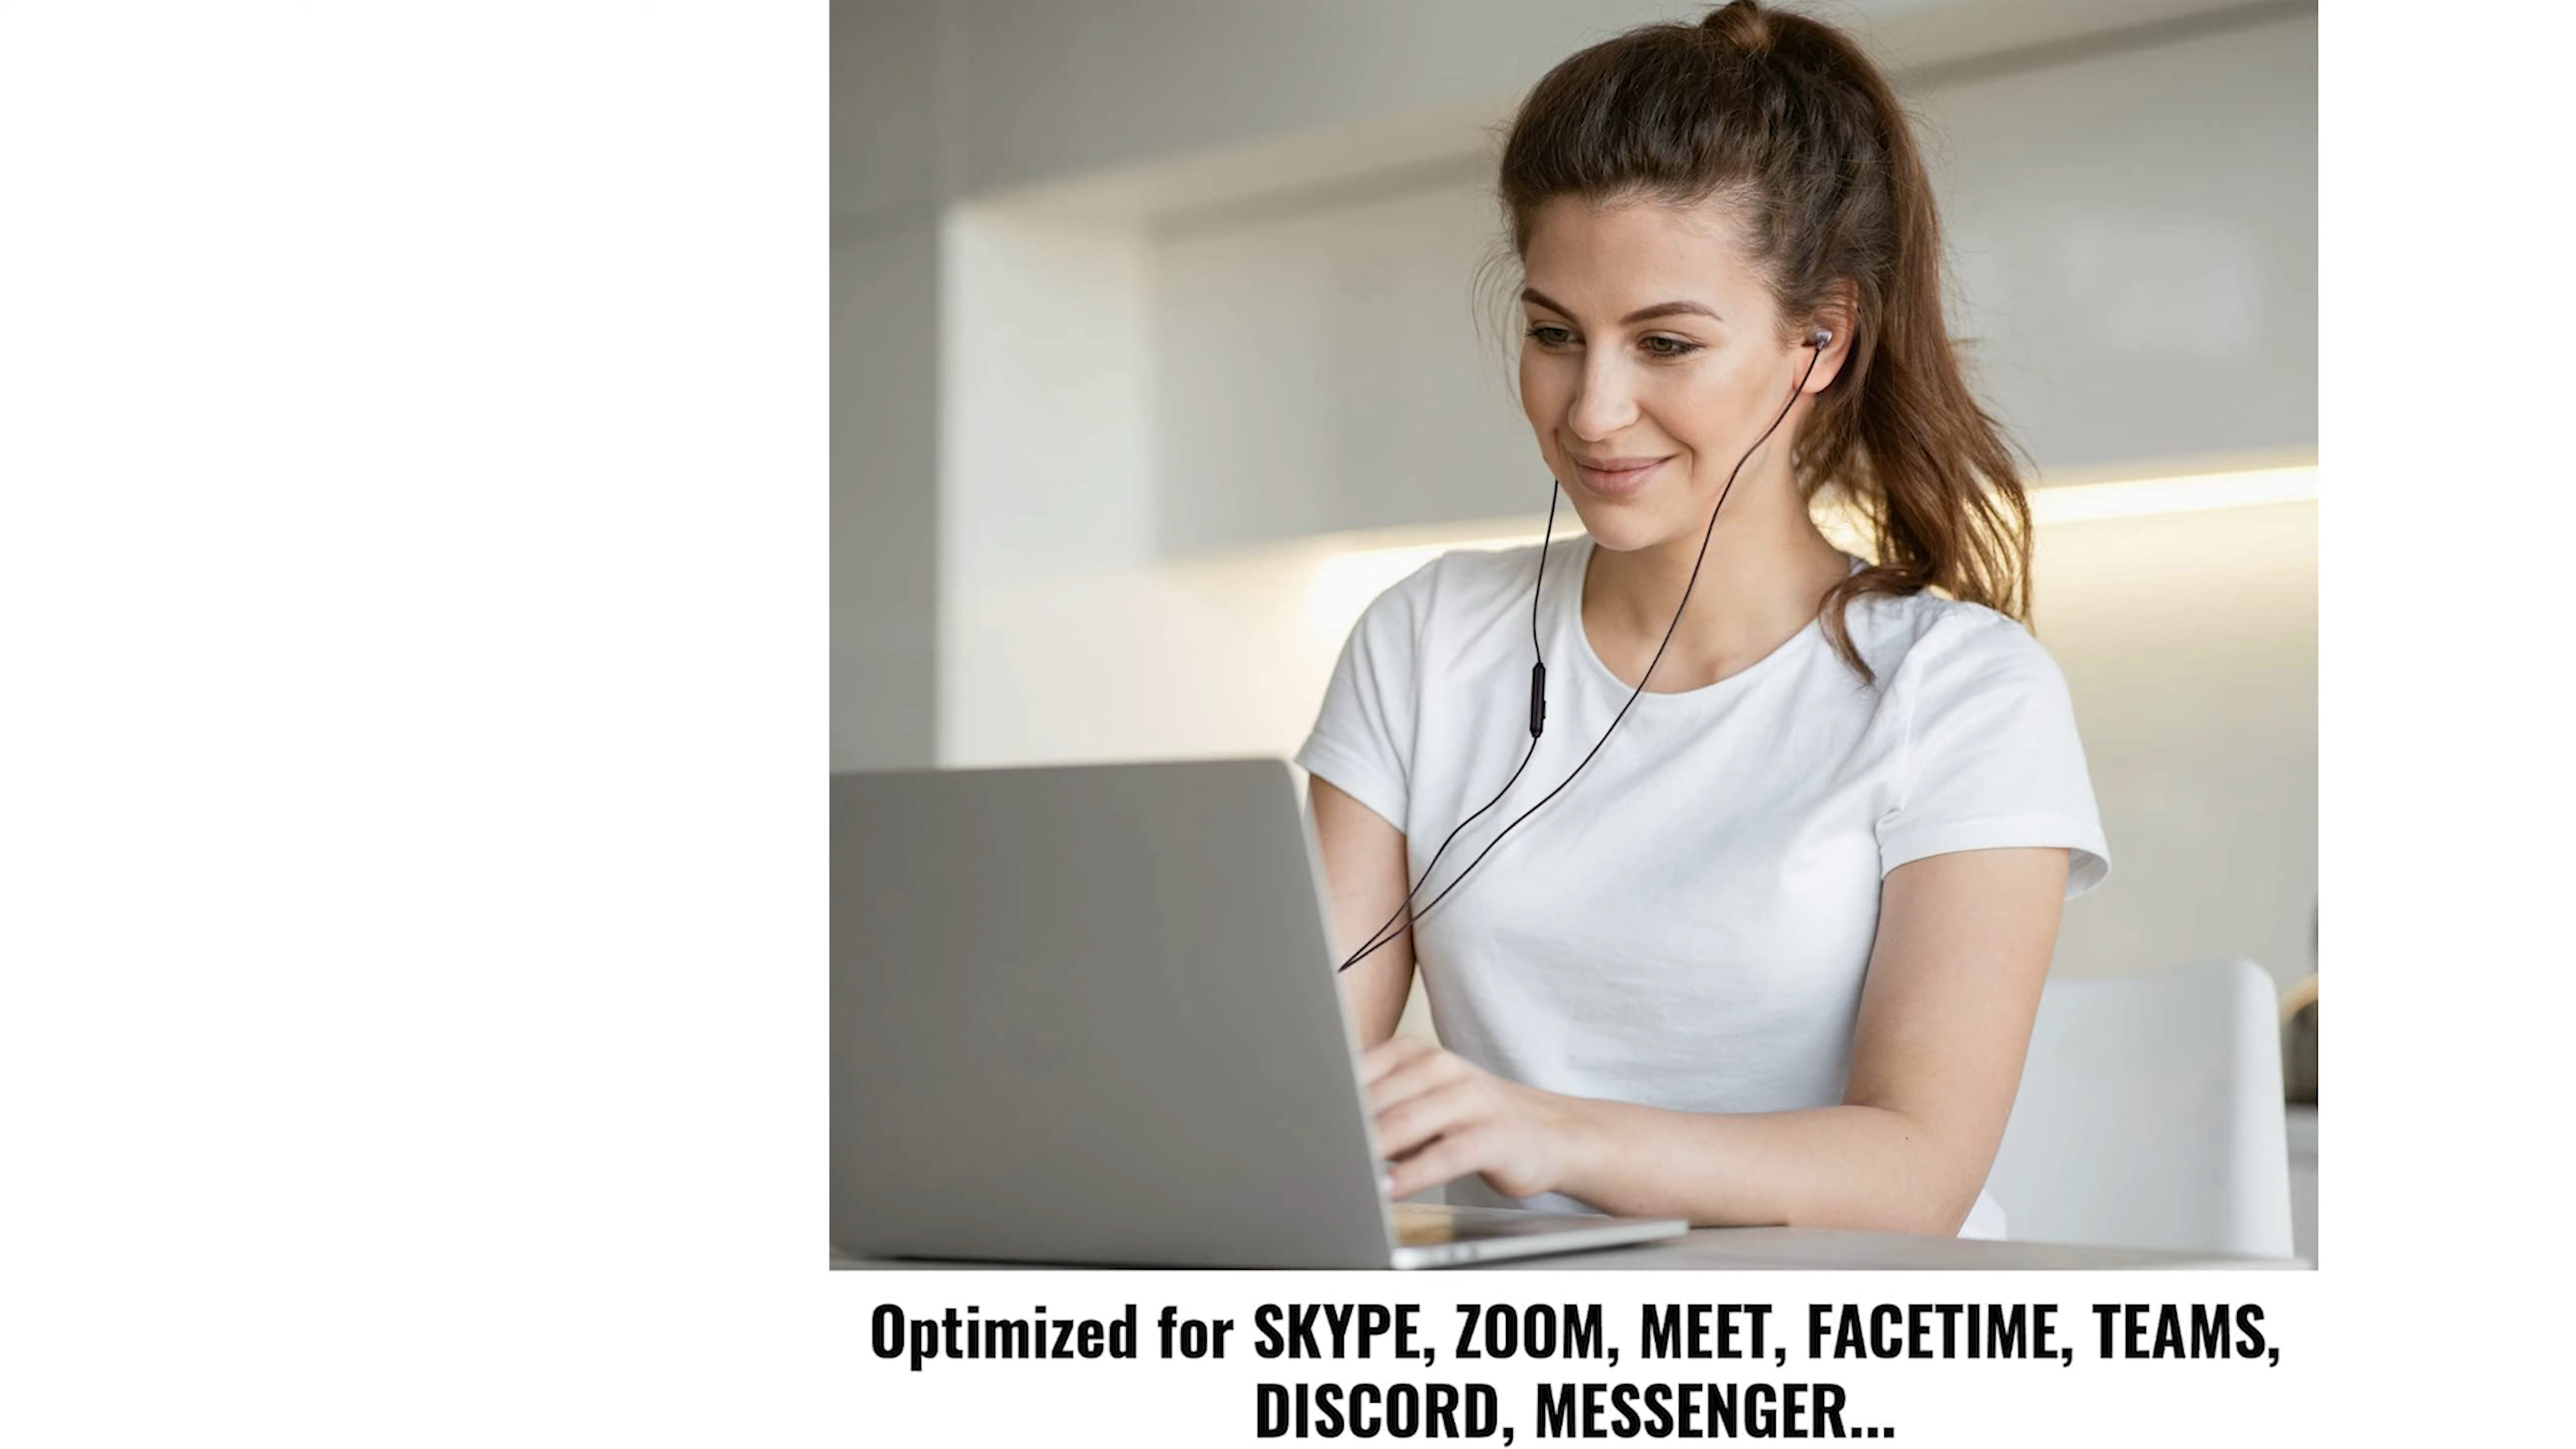 Optimized for SKYPE, ZOOM, MEET, FACETIME, TEAMS,
DISCORD, MESSENGER...